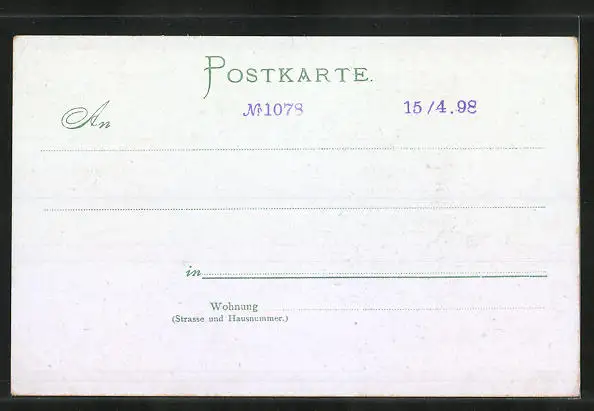 POSTKARTE.
№1078 15/4.98
An
in
Wohnung
(Strasse und Hausnummer.)